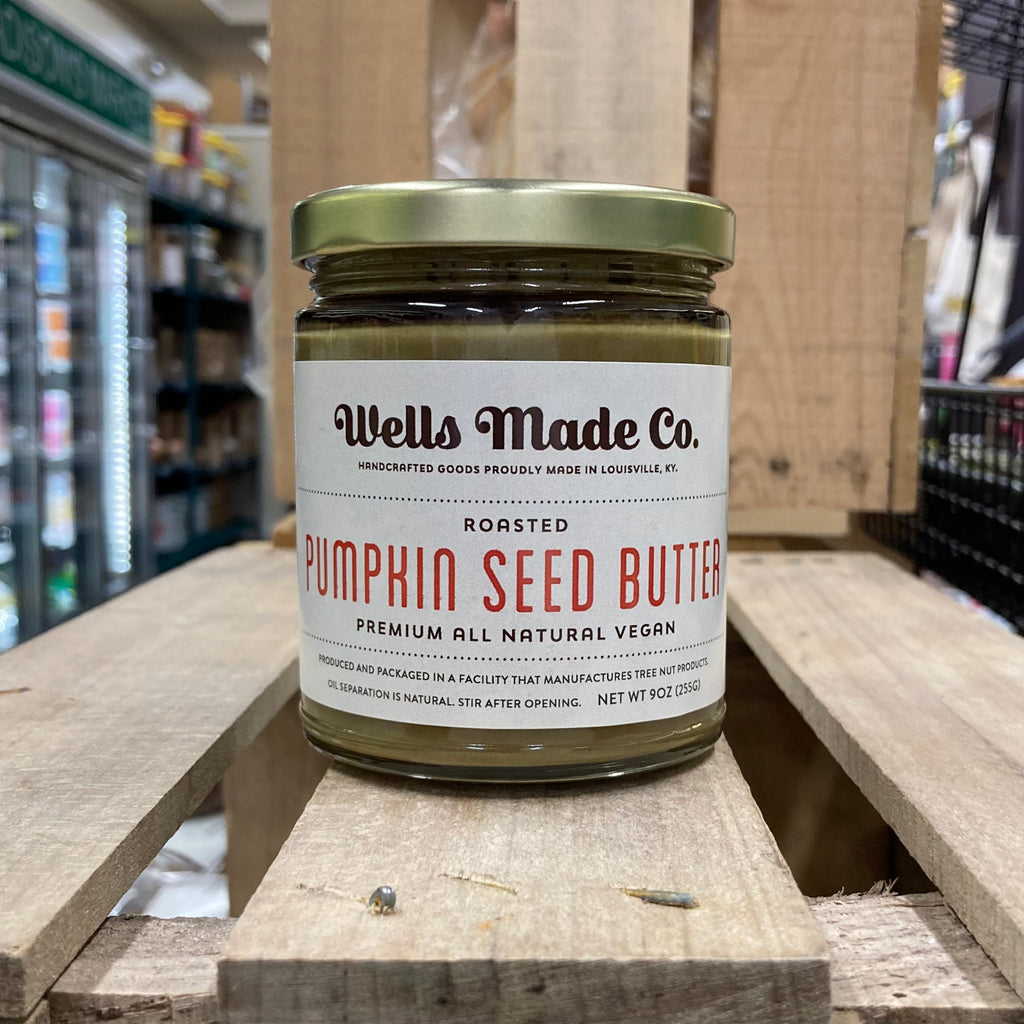 Wells Made Co.
HANDCRAFTED GOODS PROUDLY MADE IN LOUISVILLE, KY.
ROASTED
PUMPKIN SEED BUTTER
PREMIUM ALL NATURAL VEGAN
PRODUCED AND PACKAGED IN A FACILITY THAT MANUFACTURES TREE NUT PRODUCTS.
OIL SEPARATION IS NATURAL. STIR AFTER OPENING. NET WT 9OZ (255G)